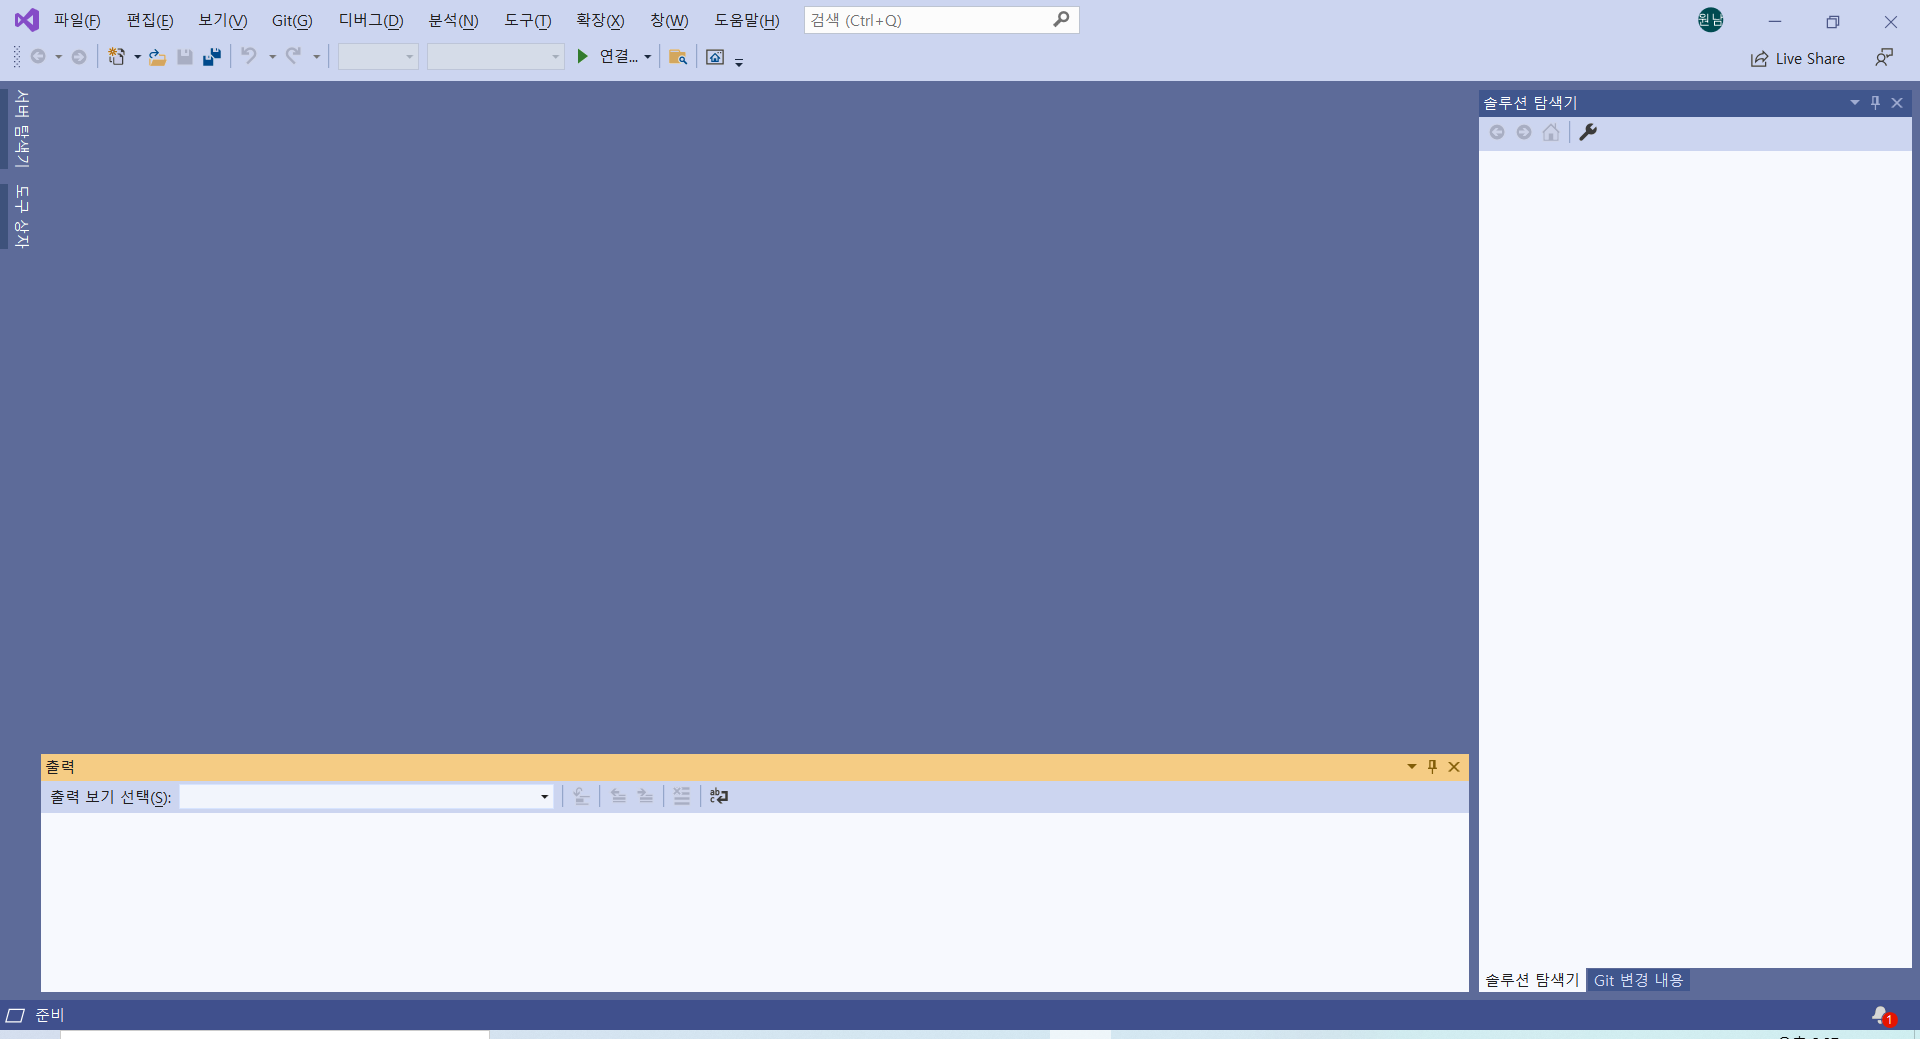 파일(F) 편집(E) 보기(V) Git(G) 디버그(D) 분석(N) 도구(T) 확장(X) 창(W) 도움말(H) 검색 (Ctrl+Q) 원남
연결... Live Share
서버 탐색기
도구 상자
솔루션 탐색기
출력
출력 보기 선택(S):
솔루션 탐색기 Git 변경 내용
준비 1